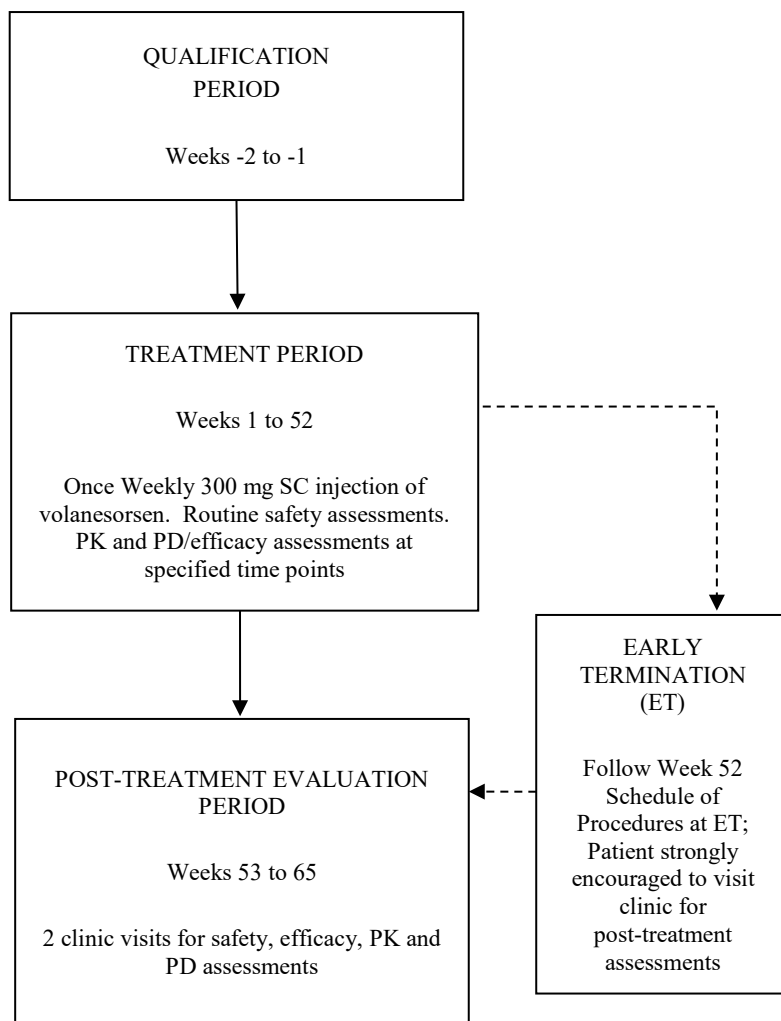 QUALIFICATION
PERIOD
Weeks -2 to -1
TREATMENT PERIOD
Weeks 1 to 52
Once Weekly 300 mg SC injection of
volanesorsen.  Routine safety assessments.
PK and PD/efficacy assessments at
specified time points
EARLY
TERMINATION
(ET)
Follow Week 52
Schedule of
Procedures at ET;
Patient strongly
encouraged to visit
clinic for
post-treatment
assessments
POST-TREATMENT EVALUATION
PERIOD
Weeks 53 to 65
2 clinic visits for safety, efficacy, PK and
PD assessments